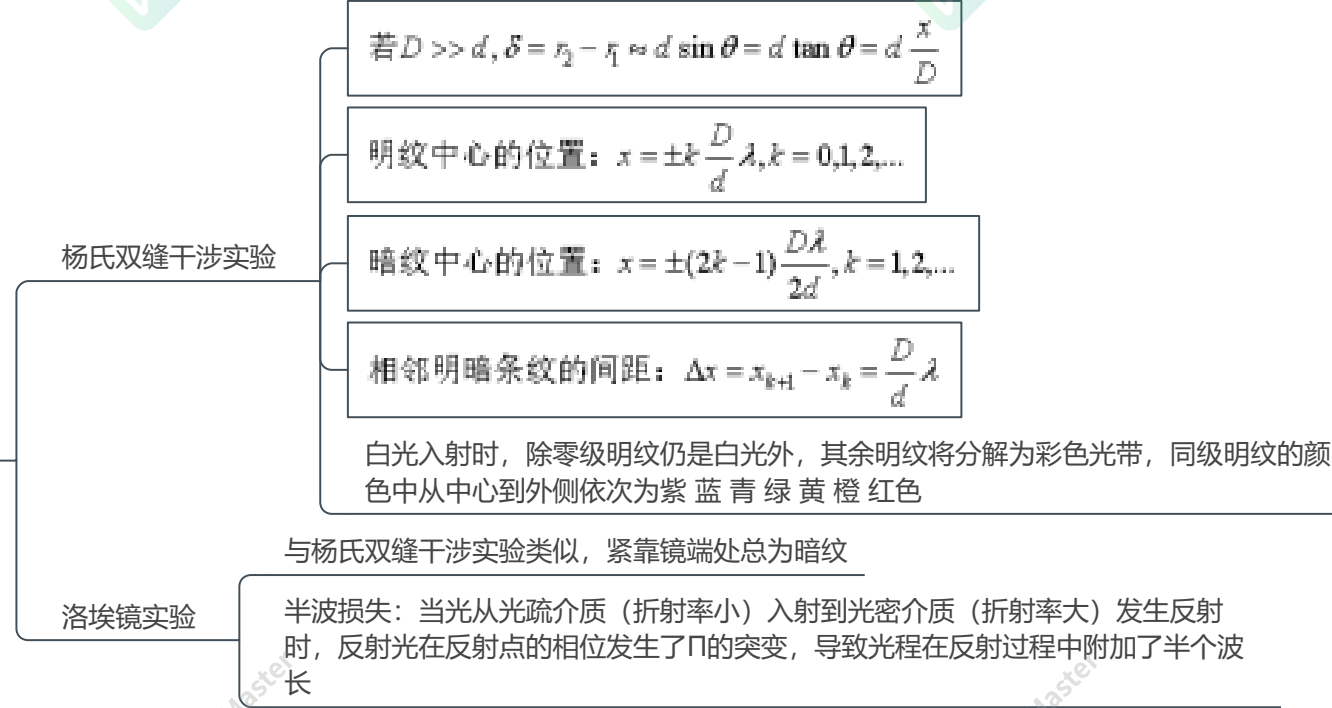 若D >> d, δ = r₂ − r₁ ≈ d sin θ = d tan θ = d x/D
明纹中心的位置：x = ±k D/d λ, k = 0,1,2,...
杨氏双缝干涉实验
暗纹中心的位置：x = ±(2k − 1) Dλ/2d, k = 1,2,...
相邻明暗条纹的间距：Δx = xₖ₊₁ − xₖ = D/d λ
白光入射时，除零级明纹仍是白光外，其余明纹将分解为彩色光带，同级明纹的颜
色中从中心到外侧依次为紫 蓝 青 绿 黄 橙 红色
与杨氏双缝干涉实验类似，紧靠镜端处总为暗纹
洛埃镜实验
半波损失：当光从光疏介质（折射率小）入射到光密介质（折射率大）发生反射
时，反射光在反射点的相位发生了Π的突变，导致光程在反射过程中附加了半个波
长
Master
Master